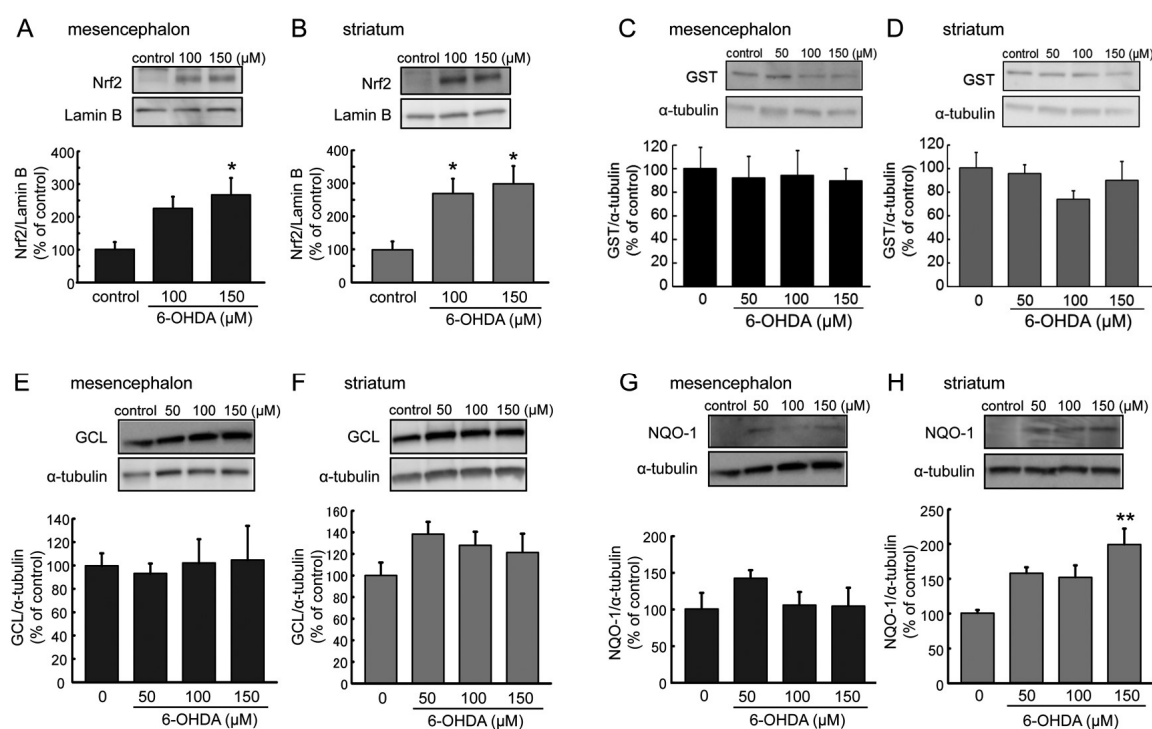 A mesencephalon
control 100 150 (μM)
Nrf2
Lamin B
Nrf2/Lamin B
(% of control)
400
300
200
100
0
control 100 150
6-OHDA (μM)
*
B striatum
control 100 150 (μM)
Nrf2
Lamin B
Nrf2/Lamin B
(% of control)
400
300
200
100
0
control 100 150
6-OHDA (μM)
* *
C mesencephalon
control 50 100 150 (μM)
GST
α-tubulin
GST/α-tubulin
(% of control)
120
100
80
60
40
20
0
0 50 100 150
6-OHDA (μM)
D striatum
control 50 100 150 (μM)
GST
α-tubulin
GST/α-tubulin
(% of control)
120
100
80
60
40
20
0
0 50 100 150
6-OHDA (μM)
E mesencephalon
control 50 100 150 (μM)
GCL
α-tubulin
GCL/α-tubulin
(% of control)
140
120
100
80
60
40
20
0
0 50 100 150
6-OHDA (μM)
F striatum
control 50 100 150 (μM)
GCL
α-tubulin
GCL/α-tubulin
(% of control)
160
140
120
100
80
60
40
20
0
0 50 100 150
6-OHDA (μM)
G mesencephalon
control 50 100 150 (μM)
NQO-1
α-tubulin
NQO-1/α-tubulin
(% of control)
200
150
100
50
0
0 50 100 150
6-OHDA (μM)
H striatum
control 50 100 150 (μM)
NQO-1
α-tubulin
NQO-1/α-tubulin
(% of control)
250
200
150
100
50
0
0 50 100 150
6-OHDA (μM)
**